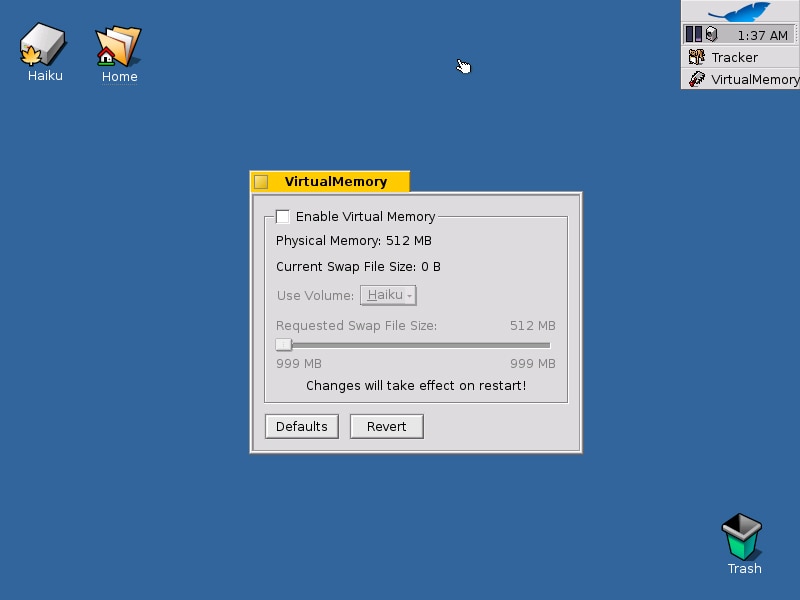 Haiku
Home
1:37 AM
Tracker
VirtualMemory
VirtualMemory
Enable Virtual Memory
Physical Memory: 512 MB
Current Swap File Size: 0 B
Use Volume: Haiku
Requested Swap File Size: 512 MB
999 MB 999 MB
Changes will take effect on restart!
Defaults Revert
Trash